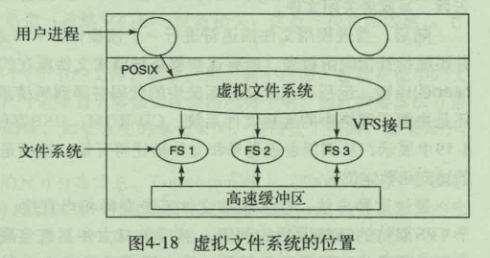 用户进程
POSIX
虚拟文件系统
VFS接口
文件系统
FS 1
FS 2
FS 3
高速缓冲区
图4-18 虚拟文件系统的位置